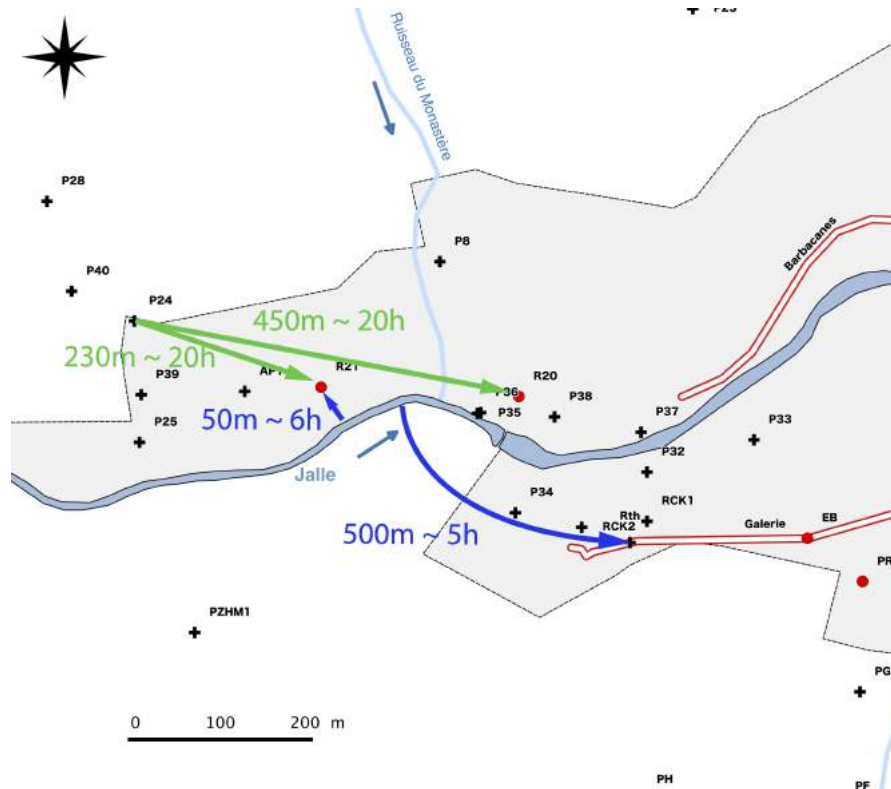 P23
Ruisseau du Monastère
P28
P8
Barbacanes
P40
P24
450m ~ 20h
230m ~ 20h
P39
R21
R20
P36
P38
P25
50m ~ 6h
P35
P37
P33
Jalle
P32
P34
RCK1
Rth
500m ~ 5h
RCK2
Galerie
EB
PR
PZHM1
PG
0 100 200 m
PH
PF